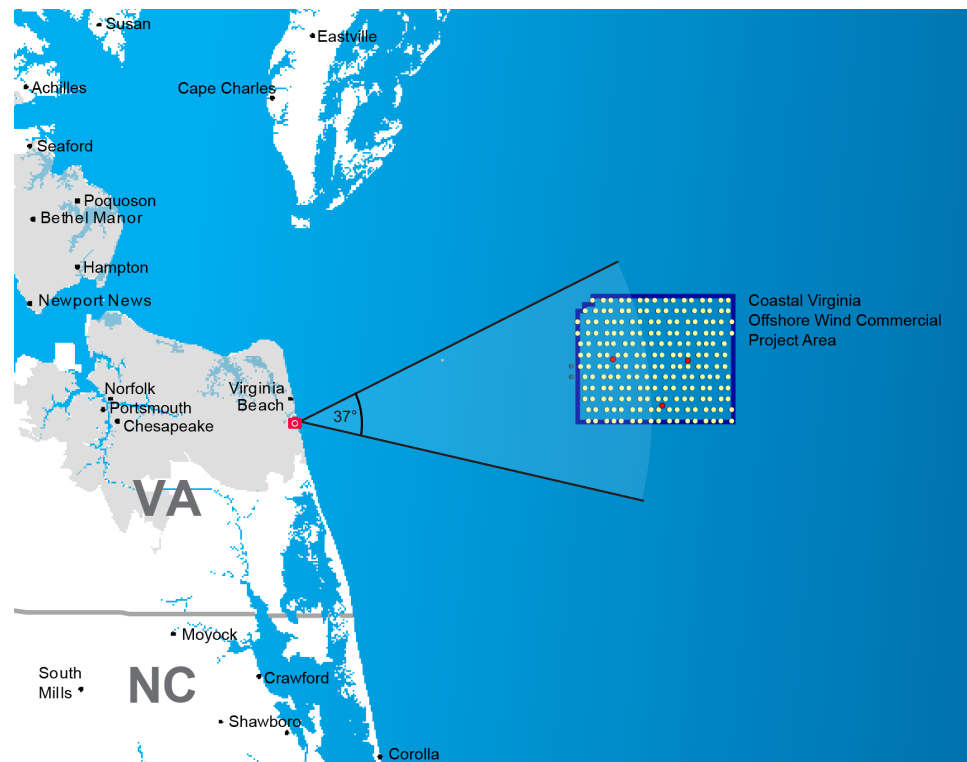 Susan
Eastville
Achilles
Cape Charles
Seaford
Poquoson
Bethel Manor
Hampton
Newport News
Coastal Virginia
Offshore Wind Commercial
Project Area
Norfolk
Portsmouth
Chesapeake
Virginia
Beach
37°
VA
Moyock
NC
South
Mills
Crawford
Shawboro
Corolla